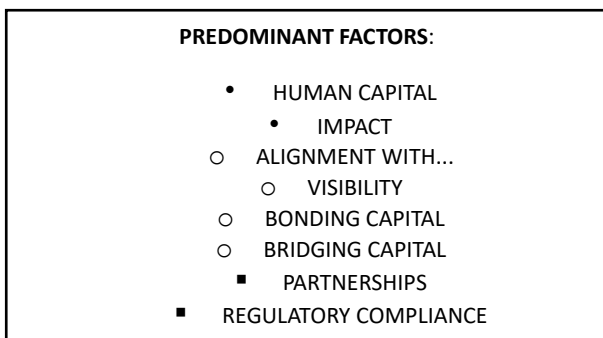 PREDOMINANT FACTORS:
• HUMAN CAPITAL
• IMPACT
○ ALIGNMENT WITH...
○ VISIBILITY
○ BONDING CAPITAL
○ BRIDGING CAPITAL
▪ PARTNERSHIPS
▪ REGULATORY COMPLIANCE